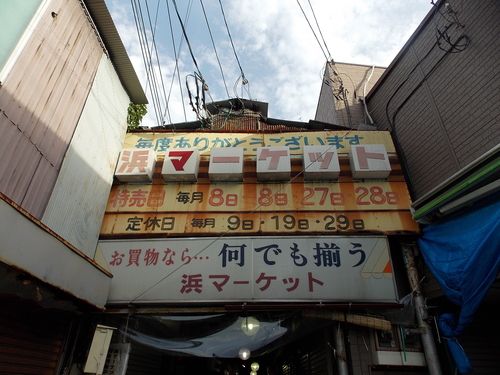 毎度ありがとうございます
浜マーケット
特売日 毎月 8日 8日 27日 28日
定休日 毎月 9日・19日・29日
お買物なら… 何でも揃う
浜マーケット